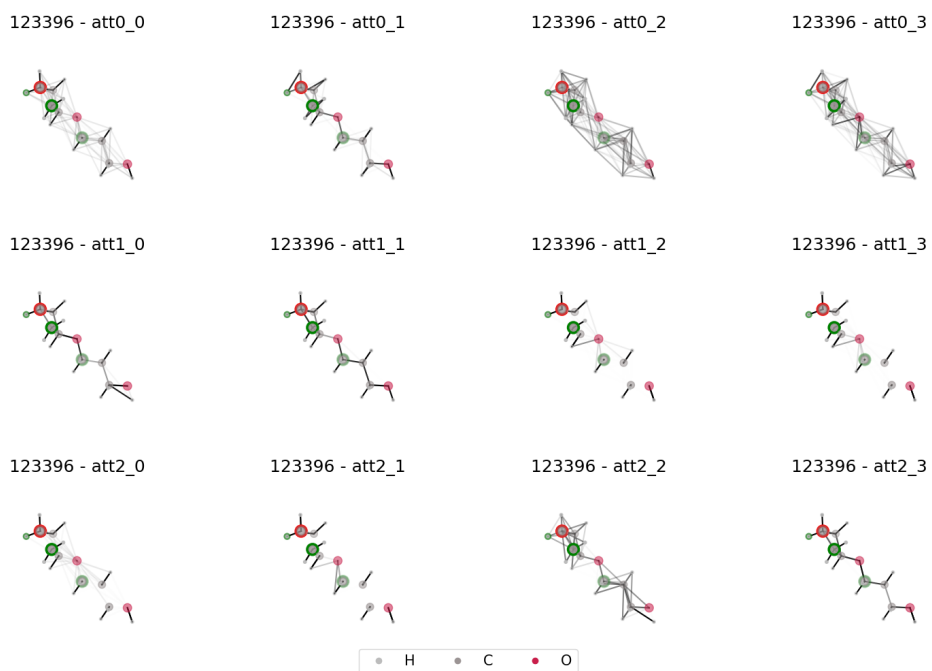 123396 - att0_0
123396 - att0_1
123396 - att0_2
123396 - att0_3
123396 - att1_0
123396 - att1_1
123396 - att1_2
123396 - att1_3
123396 - att2_0
123396 - att2_1
123396 - att2_2
123396 - att2_3
H C O